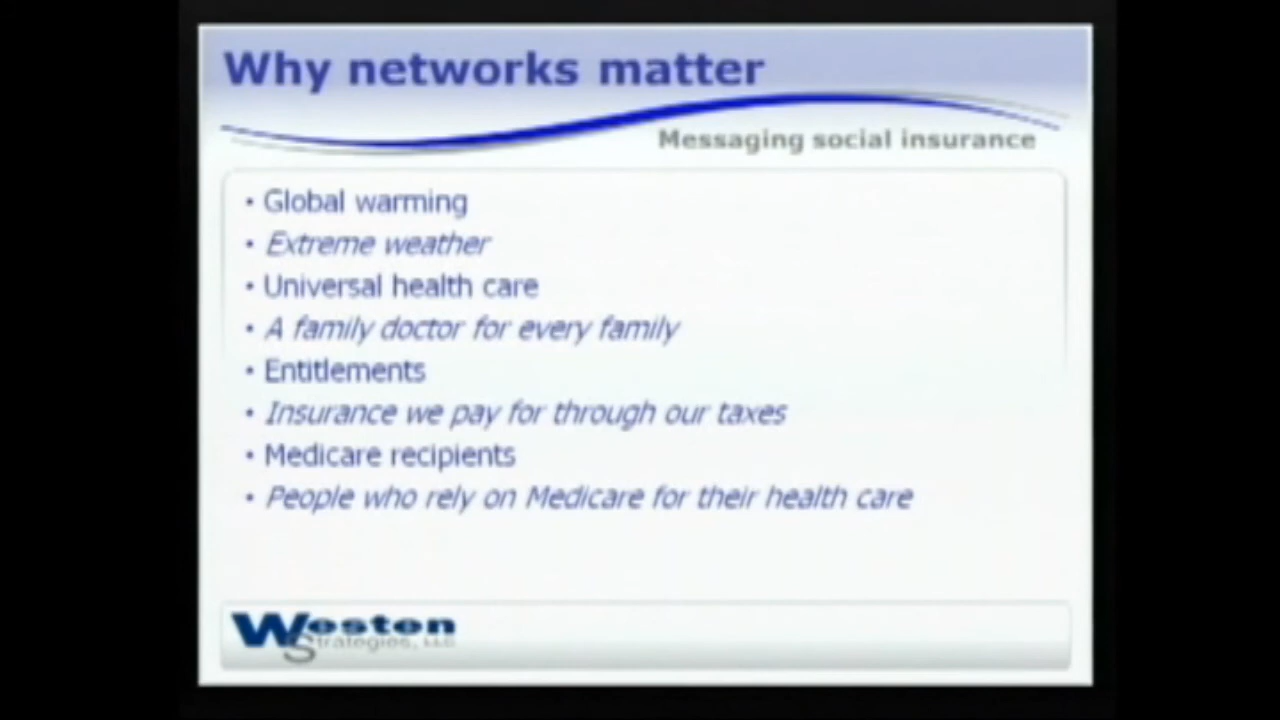 Why networks matter
Messaging social insurance
• Global warming
• Extreme weather
• Universal health care
• A family doctor for every family
• Entitlements
• Insurance we pay for through our taxes
• Medicare recipients
• People who rely on Medicare for their health care
Westen
Strategies, LLC